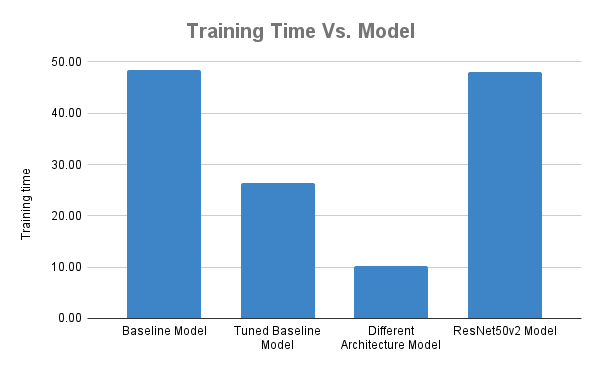 Training Time Vs. Model
50.00
40.00
30.00
20.00
10.00
0.00
Training time
Baseline Model
Tuned Baseline
Model
Different
Architecture Model
ResNet50v2 Model